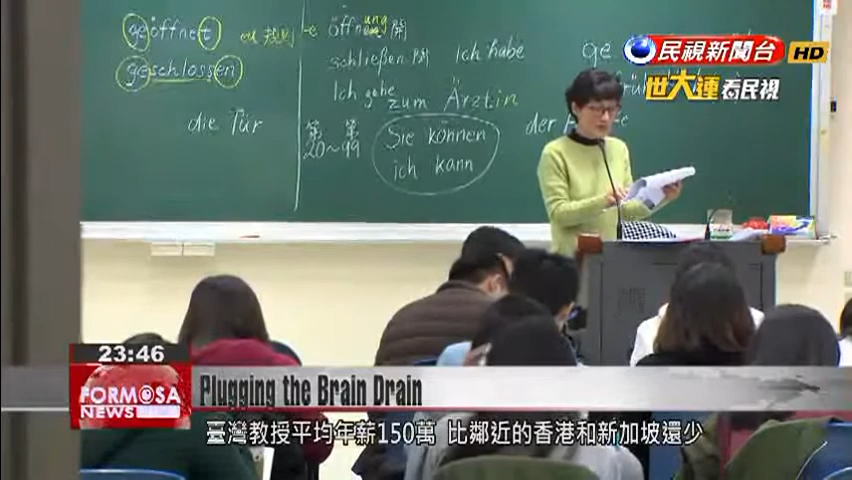 geöffnet
öffnung 開
geschlossen
schließen 關
Ich habe
ge
Ich gehe
zum Ärztin
die Tür
第 第
20~99
Sie können
ich kann
der
民視新聞台 HD
世大運看民視
23:46
FORMOSA
NEWS
Plugging the Brain Drain
臺灣教授平均年薪150萬 比鄰近的香港和新加坡還少